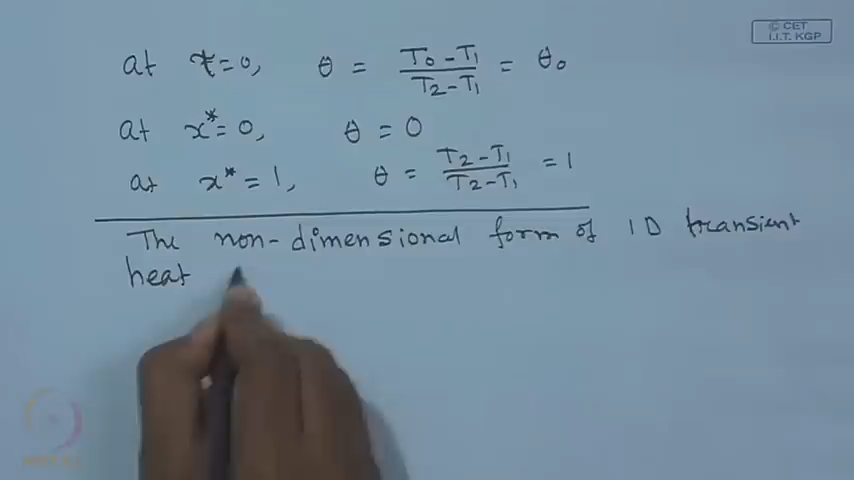 © CET
I.I.T. KGP
at τ=0, θ = (T₀-T₁)/(T₂-T₁) = θ₀
at x*=0, θ = 0
at x*=1, θ = (T₂-T₁)/(T₂-T₁) = 1
The non-dimensional form of 1D transient
heat